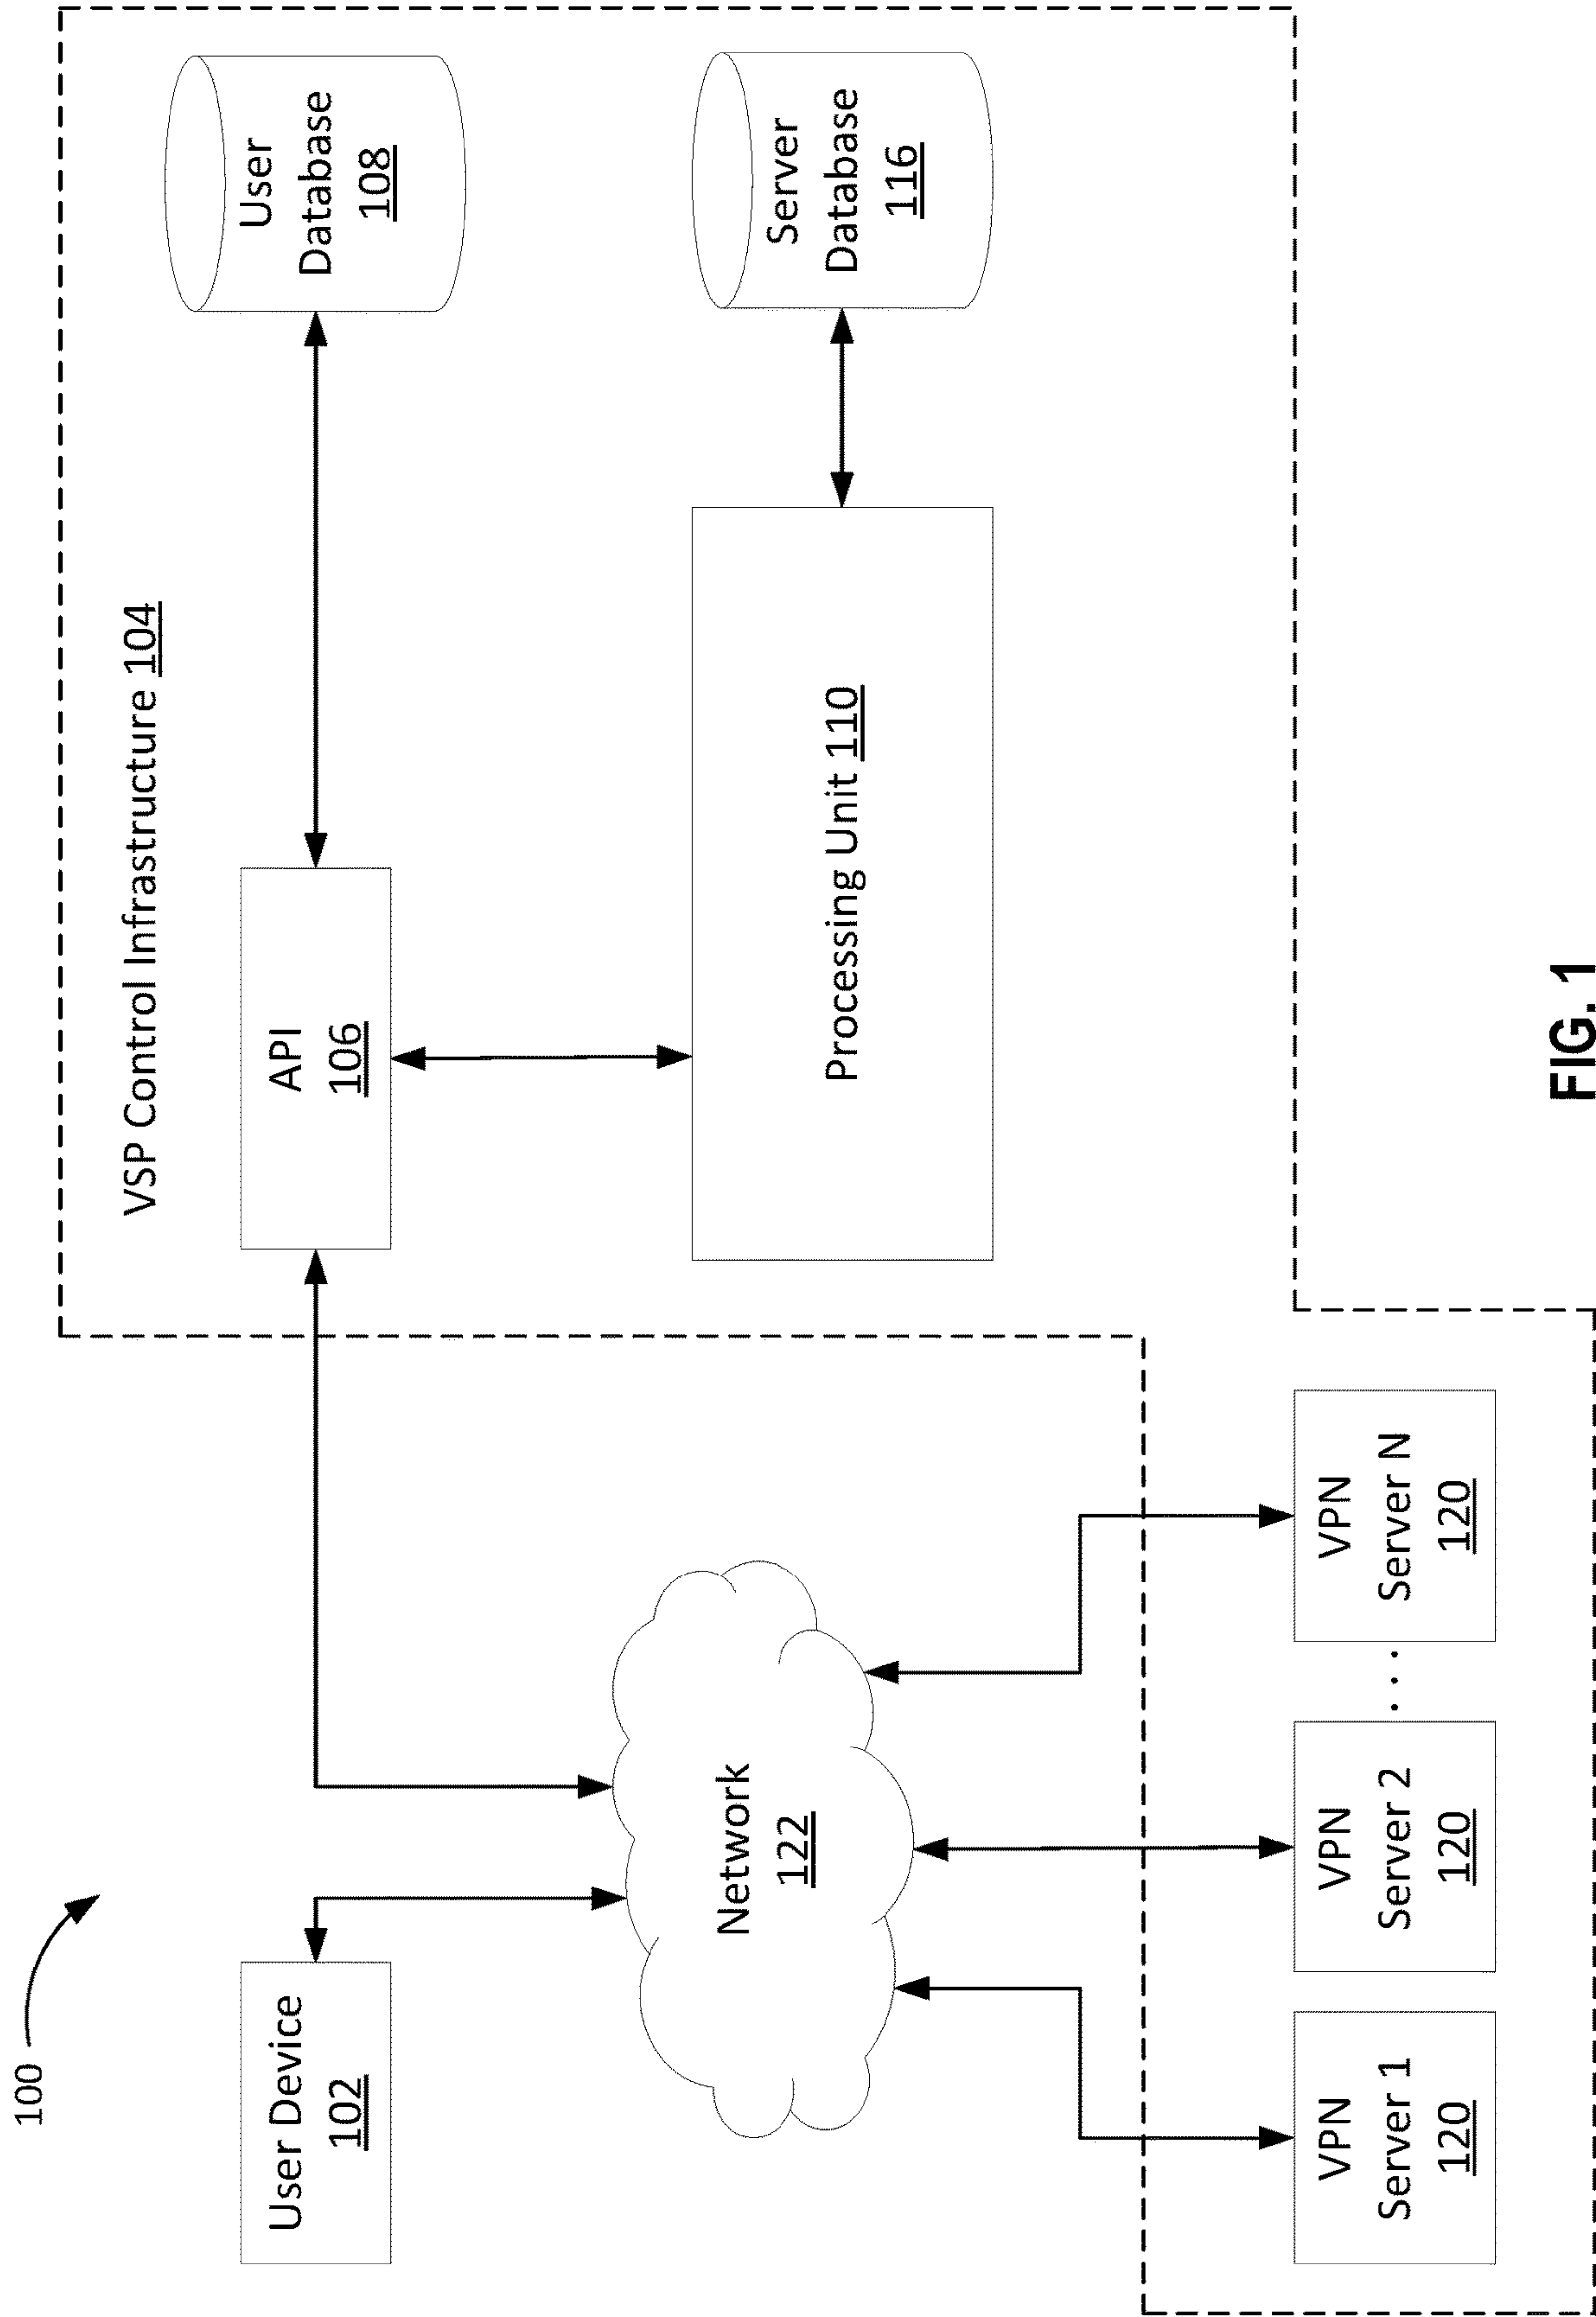 100
VSP Control Infrastructure 104
User Device
102
API
106
User
Database
108
Network
122
Processing Unit 110
Server
Database
116
VPN
Server 1
120
VPN
Server 2
120
. . .
VPN
Server N
120
FIG. 1